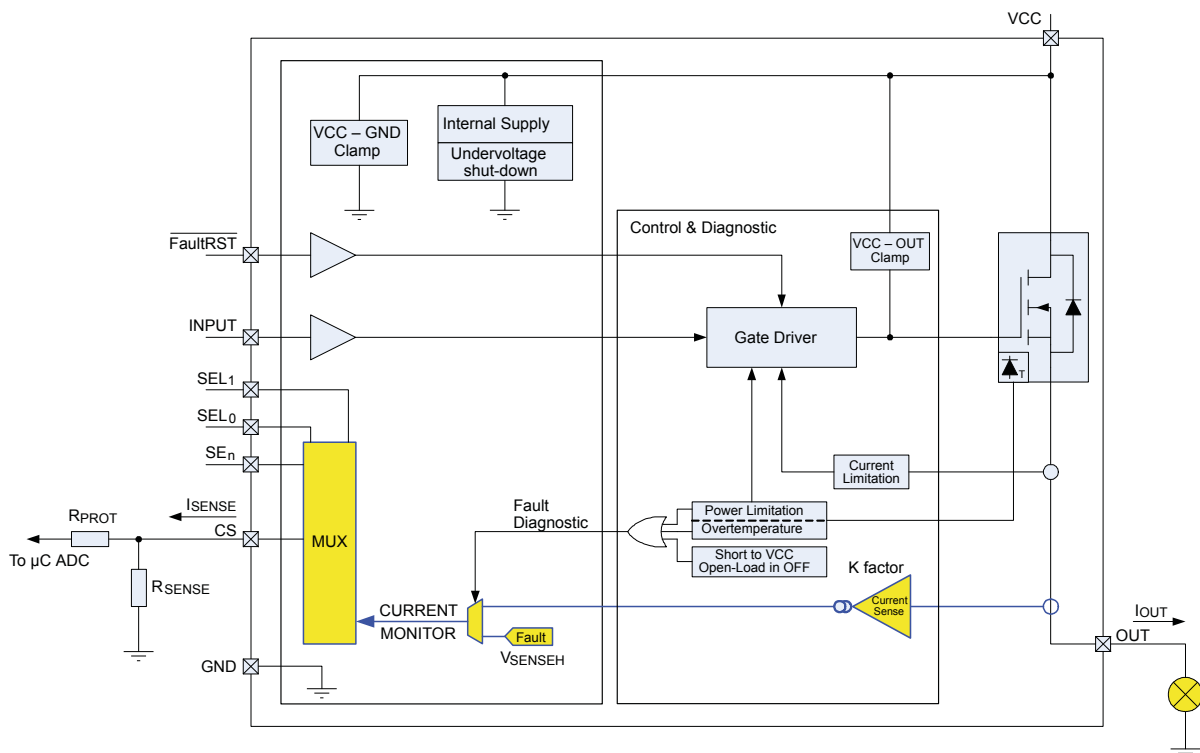 VCC
VCC – GND
Clamp
Internal Supply
Undervoltage
shut-down
Control & Diagnostic
FaultRST
VCC – OUT
Clamp
INPUT
Gate Driver
T
SEL1
SEL0
SEn
Current
Limitation
ISENSE
Fault
Diagnostic
Power Limitation
Overtemperature
RPROT
CS
MUX
To µC ADC
Short to VCC
Open-Load in OFF
K factor
RSENSE
CURRENT
MONITOR
Current
Sense
Fault
VSENSEH
IOUT
OUT
GND